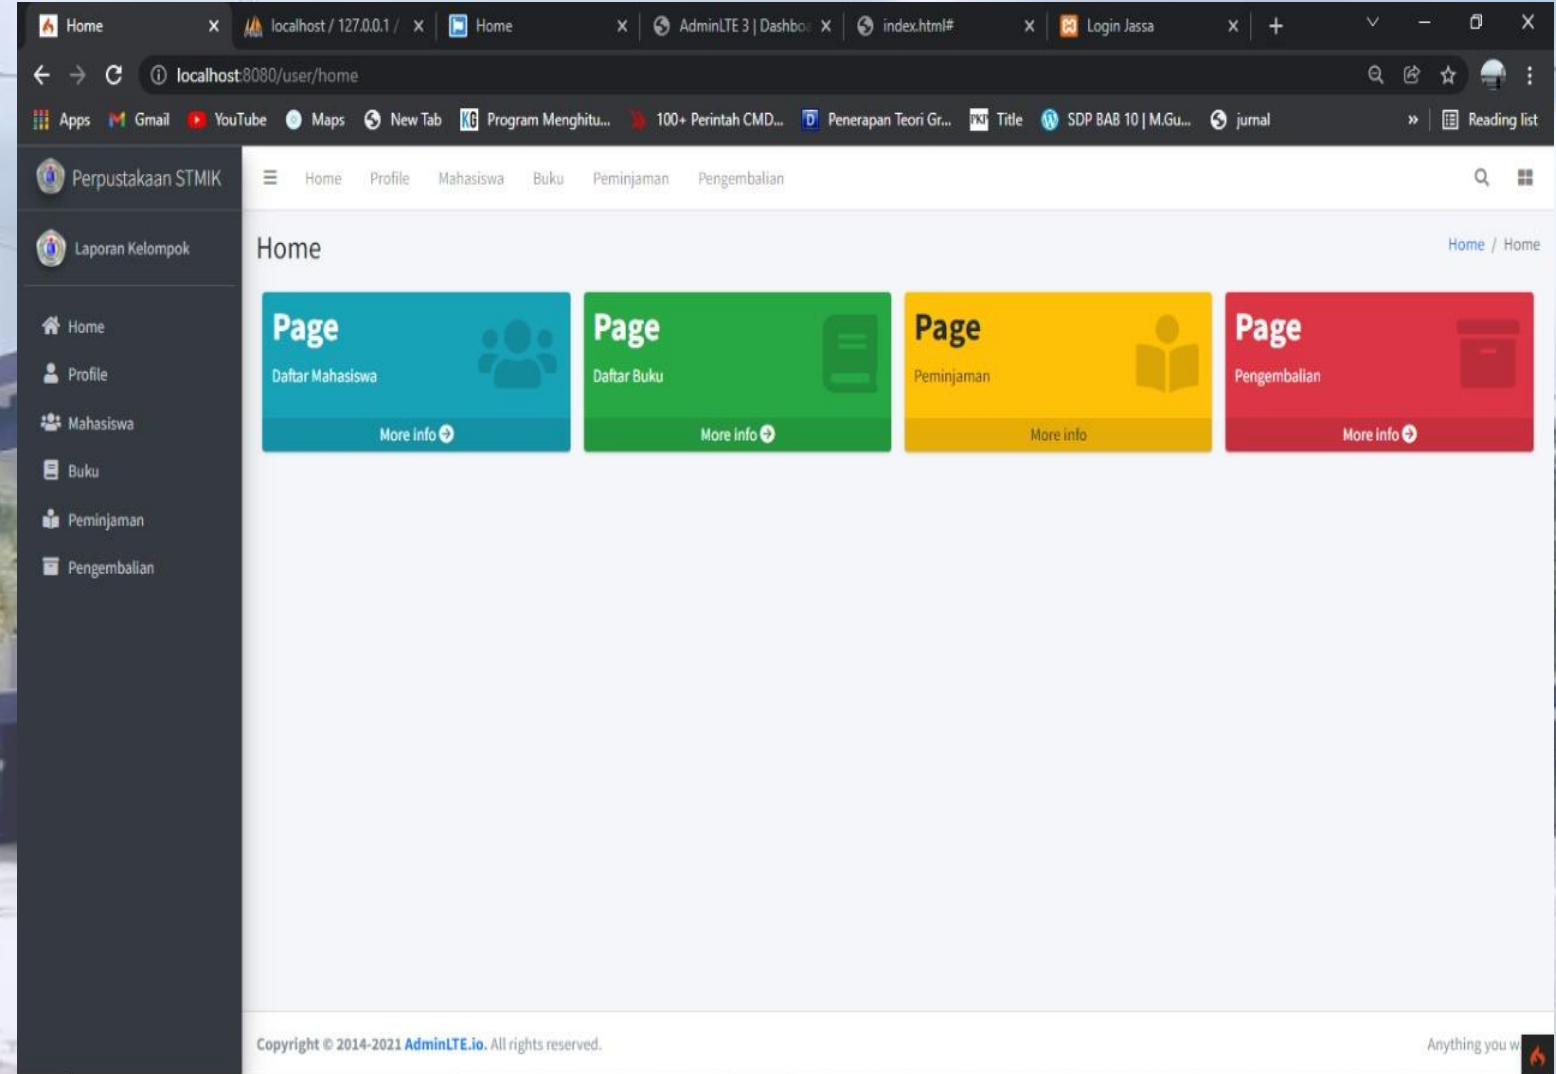 Home
localhost / 127.0.0.1 /
Home
AdminLTE 3 | Dashboa
index.html#
Login Jassa
localhost:8080/user/home
Apps
Gmail
YouTube
Maps
New Tab
KG
Program Menghitu...
100+ Perintah CMD...
D
Penerapan Teori Gr...
Title
SDP BAB 10 | M.Gu...
jurnal
»
Reading list
Perpustakaan STMIK
Home
Profile
Mahasiswa
Buku
Peminjaman
Pengembalian
Laporan Kelompok
Home
Home / Home
Home
Profile
Mahasiswa
Buku
Peminjaman
Pengembalian
Page
Daftar Mahasiswa
More info
Page
Daftar Buku
More info
Page
Peminjaman
More info
Page
Pengembalian
More info
Copyright © 2014-2021 AdminLTE.io. All rights reserved.
Anything you w